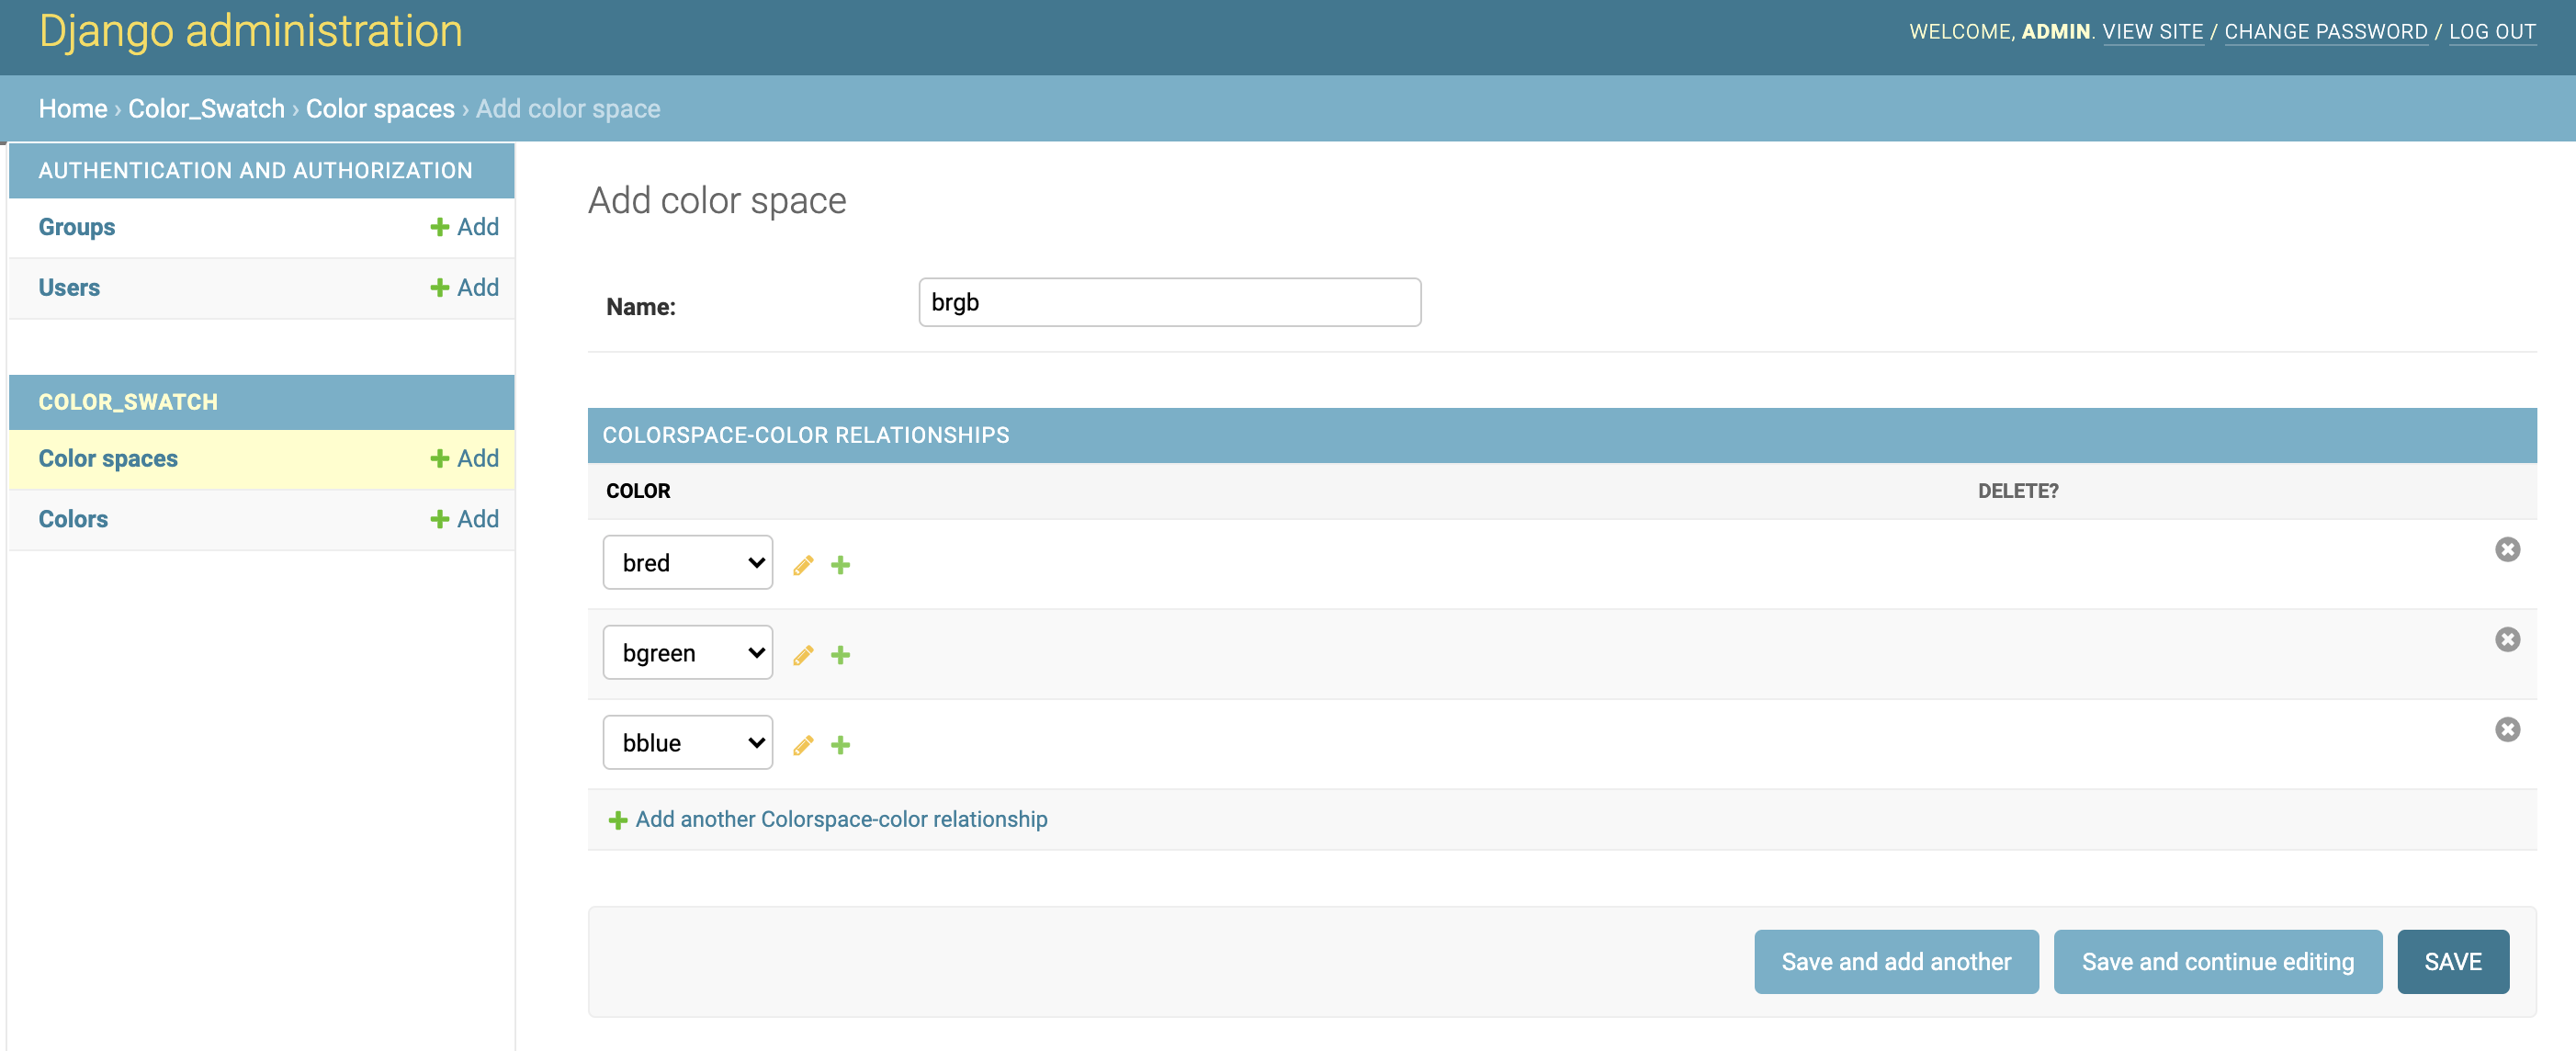 Django administration
WELCOME, ADMIN. VIEW SITE / CHANGE PASSWORD / LOG OUT
Home › Color_Swatch › Color spaces › Add color space
AUTHENTICATION AND AUTHORIZATION
Groups + Add
Users + Add
COLOR_SWATCH
Color spaces + Add
Colors + Add
Add color space
Name: brgb
COLORSPACE-COLOR RELATIONSHIPS
COLOR DELETE?
bred
bgreen
bblue
+ Add another Colorspace-color relationship
Save and add another Save and continue editing SAVE